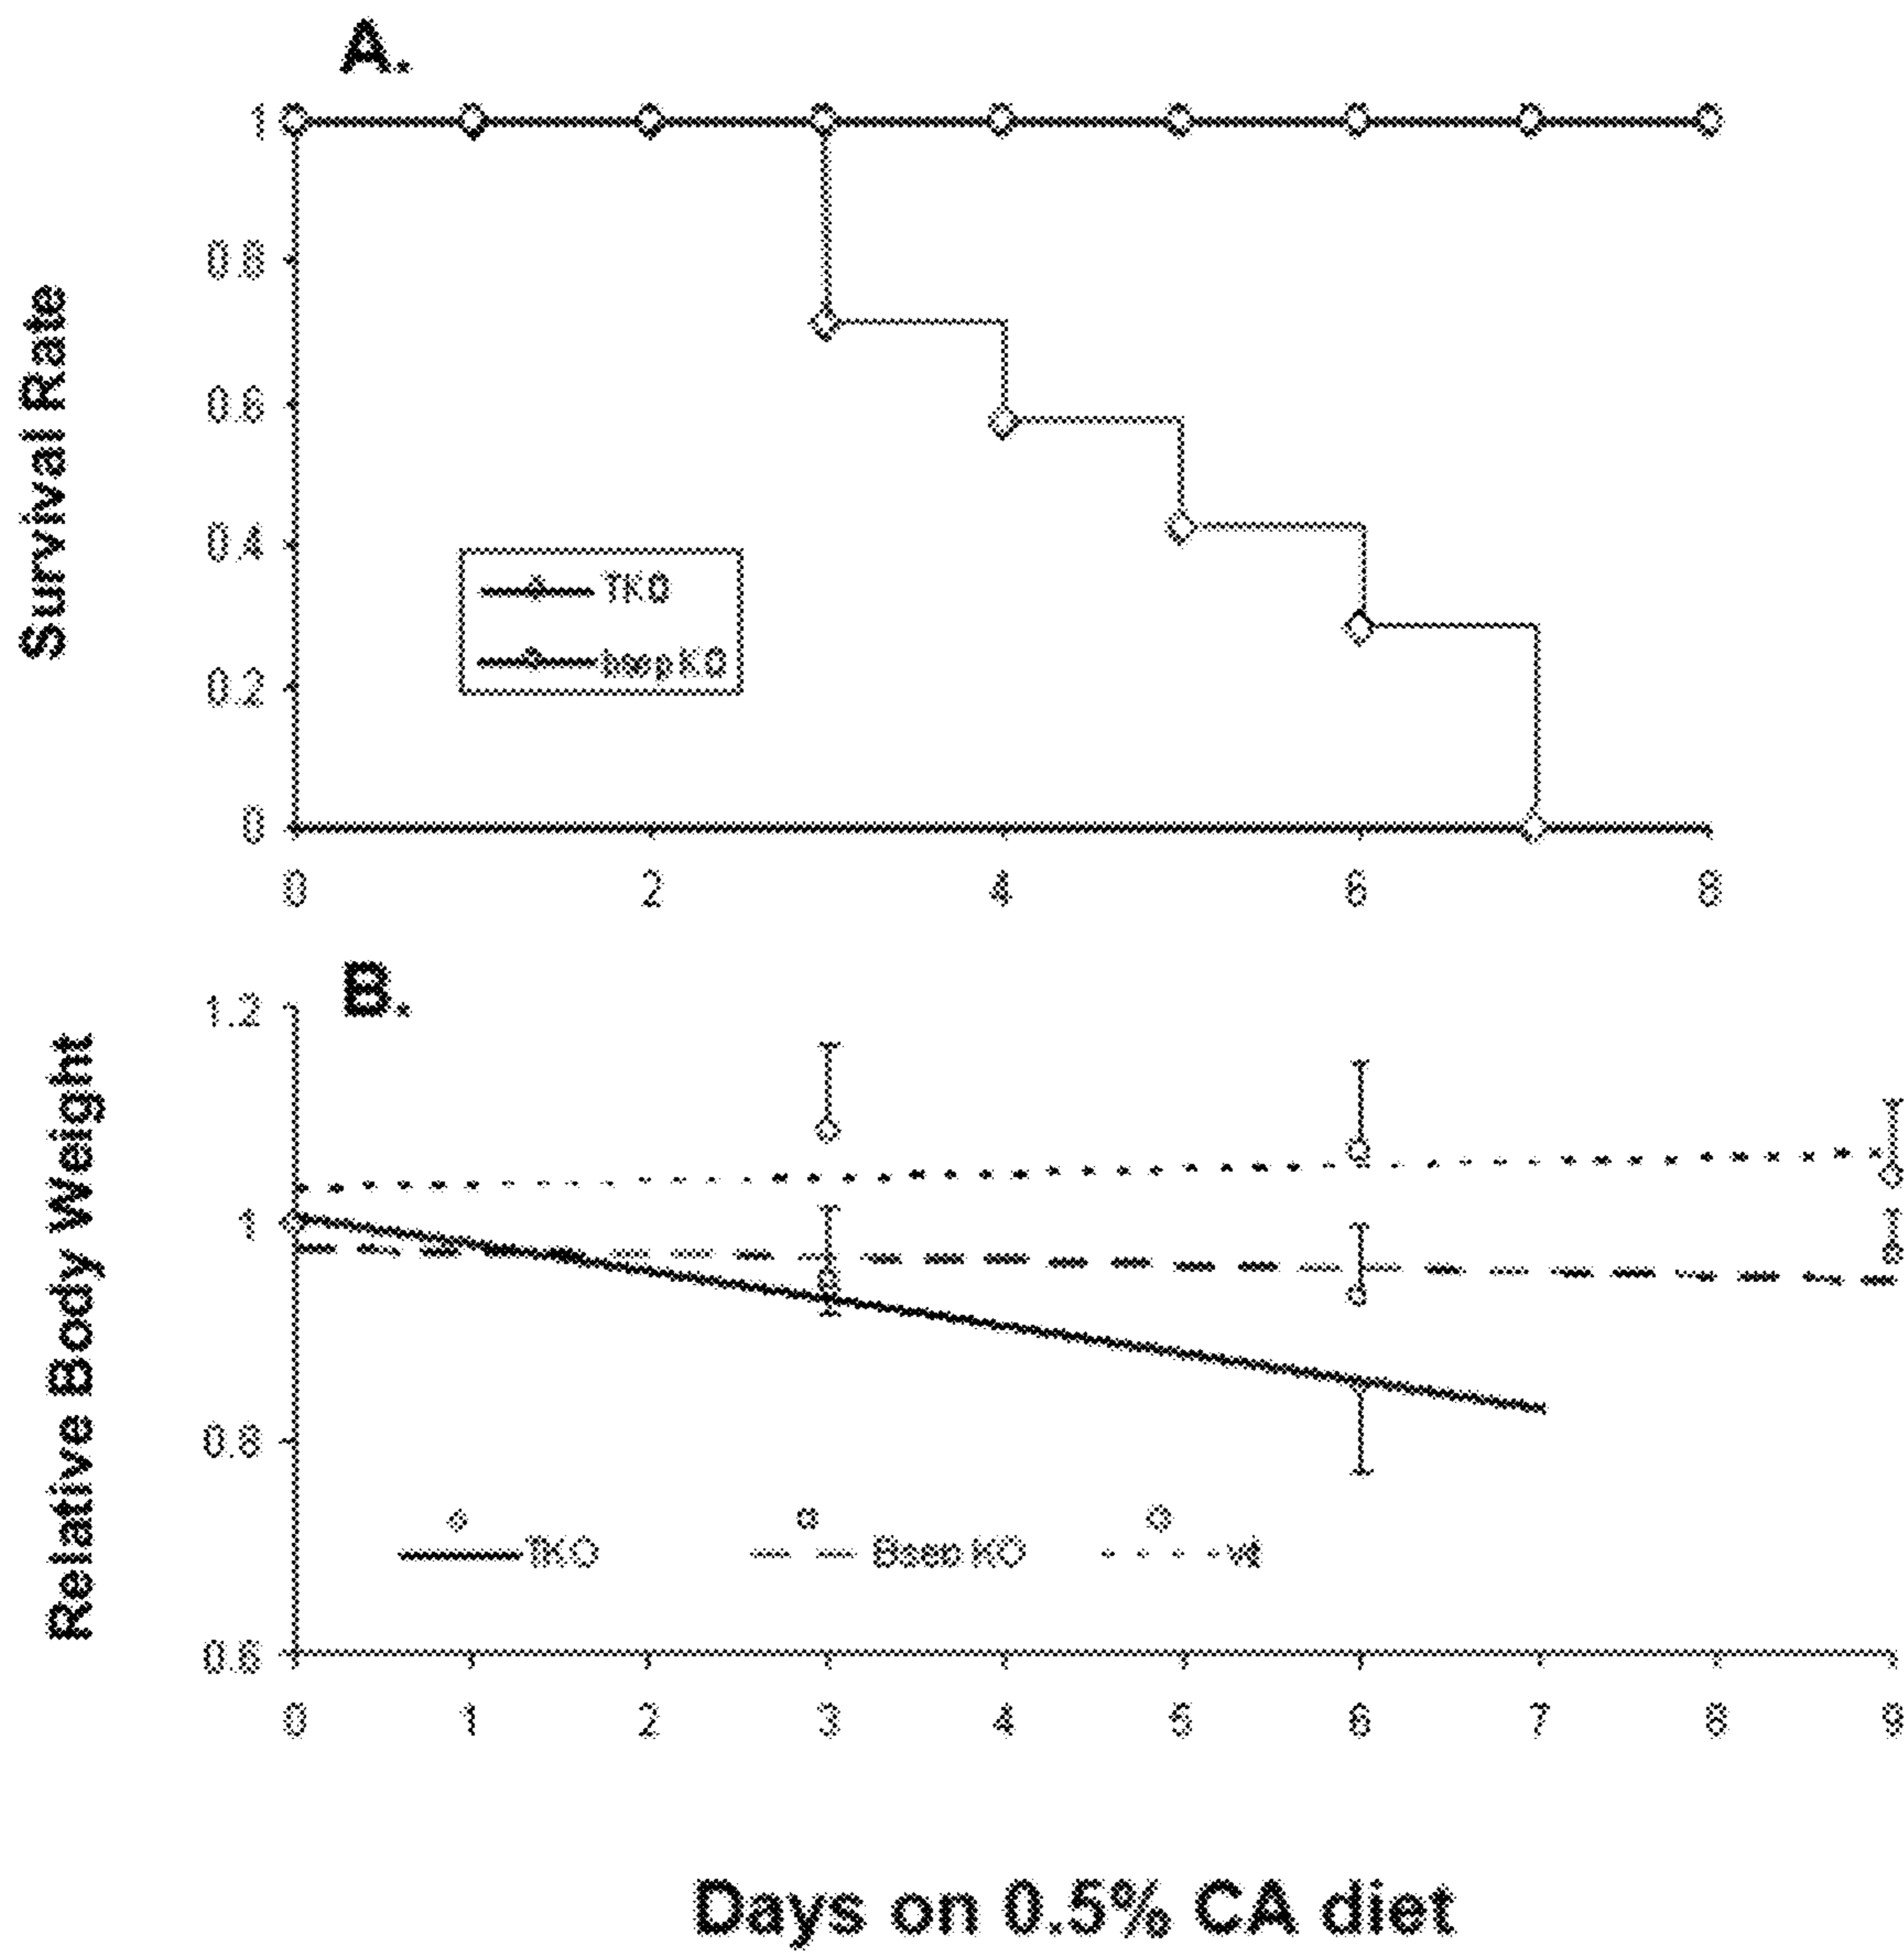 A.
Survival Rate
1
0.8
0.6
0.4
0.2
0
TKO
bsepKO
0 2 4 6 8
B.
Relative Body Weight
1.2
1
0.8
0.6
TKO Bsep KO wt
0 1 2 3 4 5 6 7 8 9
Days on 0.5% CA diet